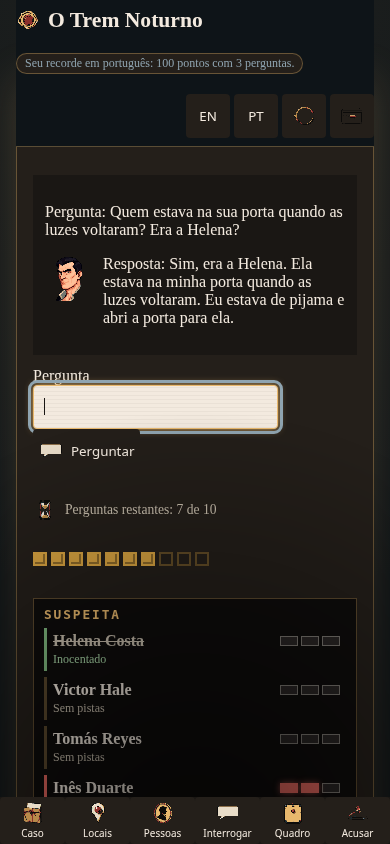 O Trem Noturno
Seu recorde em português: 100 pontos com 3 perguntas.
EN
PT
Pergunta: Quem estava na sua porta quando as
luzes voltaram? Era a Helena?
Resposta: Sim, era a Helena. Ela
estava na minha porta quando as
luzes voltaram. Eu estava de pijama e
abri a porta para ela.
Pergunta
Perguntar
Perguntas restantes: 7 de 10
SUSPEITA
Helena Costa
Inocentado
Victor Hale
Sem pistas
Tomás Reyes
Sem pistas
Inês Duarte
Caso
Locais
Pessoas
Interrogar
Quadro
Acusar